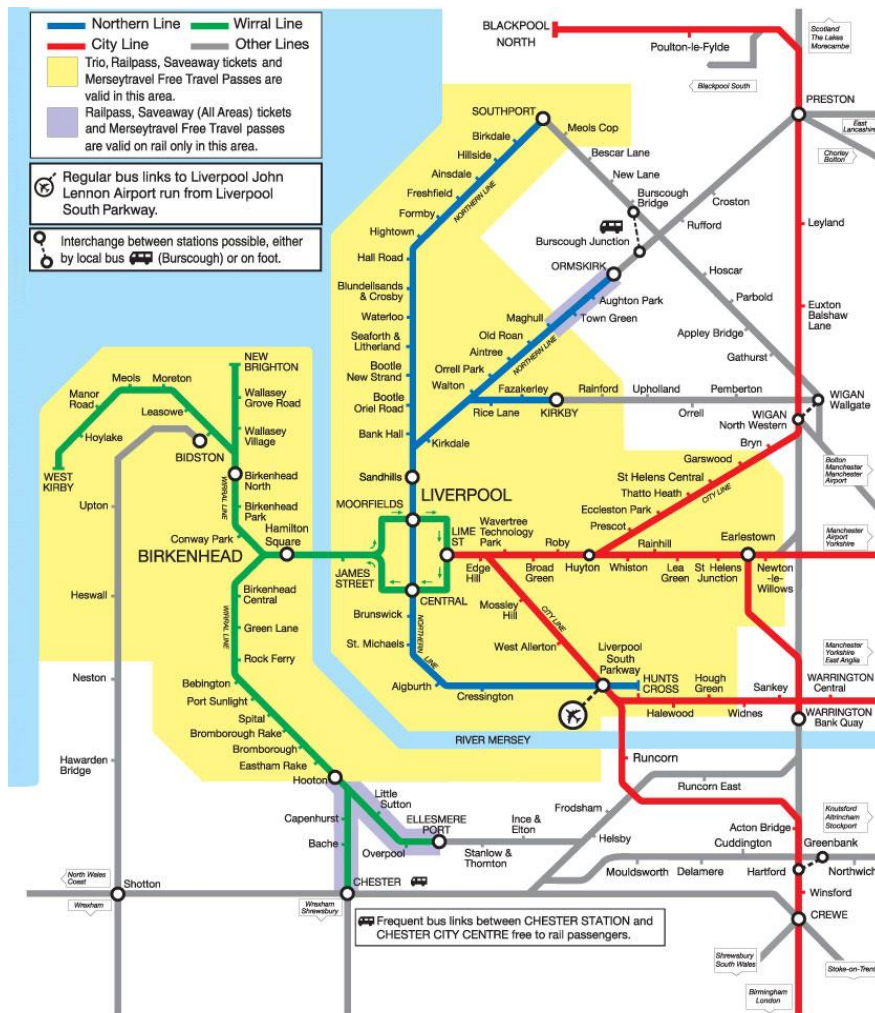 Northern Line
Wirral Line
City Line
Other Lines
Trio, Railpass, Saveaway tickets and
Merseytravel Free Travel Passes are
valid in this area.
Railpass, Saveaway (All Areas) tickets
and Merseytravel Free Travel passes
are valid on rail only in this area.
Regular bus links to Liverpool John
Lennon Airport run from Liverpool
South Parkway.
Interchange between stations possible, either
by local bus (Burscough) or on foot.
BLACKPOOL
NORTH
Poulton-le-Fylde
Scotland
The Lakes
Morecambe
Blackpool South
PRESTON
East
Lancashire
Chorley
Bolton
SOUTHPORT
Meols Cop
Birkdale
Bescar Lane
Hillside
New Lane
Ainsdale
Burscough
Bridge
Croston
Freshfield
NORTHERN LINE
Formby
Rufford
Leyland
Hightown
Burscough Junction
Hall Road
ORMSKIRK
Hoscar
Blundellsands
& Crosby
Aughton Park
Parbold
Euxton
Balshaw
Lane
Waterloo
Maghull
Town Green
Seaforth &
Litherland
Old Roan
Appley Bridge
Aintree
NORTHERN LINE
Gathurst
Bootle
New Strand
Orrell Park
Walton
Fazakerley
Rainford
Upholland
Pemberton
WIGAN
Wallgate
Bootle
Oriel Road
Rice Lane
KIRKBY
Orrell
WIGAN
North Western
Bank Hall
Kirkdale
Bryn
NEW
BRIGHTON
Meols
Moreton
Manor
Road
Wallasey
Grove Road
Leasowe
Wallasey
Village
Hoylake
BIDSTON
WEST
KIRBY
Birkenhead
North
Upton
WIRRAL LINE
Birkenhead
Park
Conway Park
Hamilton
Square
BIRKENHEAD
Sandhills
MOORFIELDS
LIVERPOOL
LIME
ST
JAMES
STREET
CENTRAL
Garswood
St Helens Central
Thatto Heath
CITY LINE
Eccleston Park
Prescot
Bolton
Manchester
Manchester
Airport
Wavertree
Technology
Park
Roby
Rainhill
Earlestown
Manchester
Airport
Yorkshire
Edge
Hill
Broad
Green
Huyton
Whiston
Lea
Green
St Helens
Junction
Newton
-le-
Willows
Heswall
Birkenhead
Central
WIRRAL LINE
Green Lane
Rock Ferry
Brunswick
NORTHERN
LINE
St. Michaels
Mossley
Hill
CITY LINE
West Allerton
Liverpool
South
Parkway
Manchester
Yorkshire
East Anglia
Neston
Bebington
Port Sunlight
Spital
Aigburth
Cressington
HUNTS
CROSS
Hough
Green
Sankey
WARRINGTON
Central
Halewood
Widnes
WARRINGTON
Bank Quay
Bromborough Rake
Bromborough
RIVER MERSEY
Hawarden
Bridge
Eastham Rake
Runcorn
Hooton
Runcorn East
Little
Sutton
Capenhurst
ELLESMERE
PORT
Ince &
Elton
Frodsham
Knutsford
Altrincham
Stockport
Bache
Overpool
Stanlow &
Thornton
Helsby
Acton Bridge
Cuddington
Greenbank
North Wales
Coast
Shotton
CHESTER
Mouldsworth
Delamere
Hartford
Northwich
Wrexham
Wrexham
Shrewsbury
Winsford
Frequent bus links between CHESTER STATION and
CHESTER CITY CENTRE free to rail passengers.
CREWE
Shrewsbury
South Wales
Stoke-on-Trent
Birmingham
London